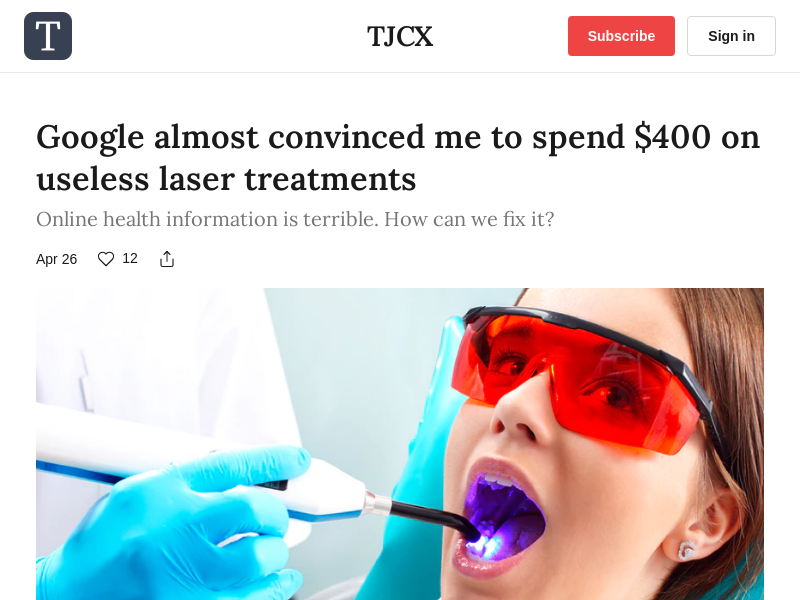 T
TJCX
Subscribe
Sign in
Google almost convinced me to spend $400 on
useless laser treatments
Online health information is terrible. How can we fix it?
Apr 26
12